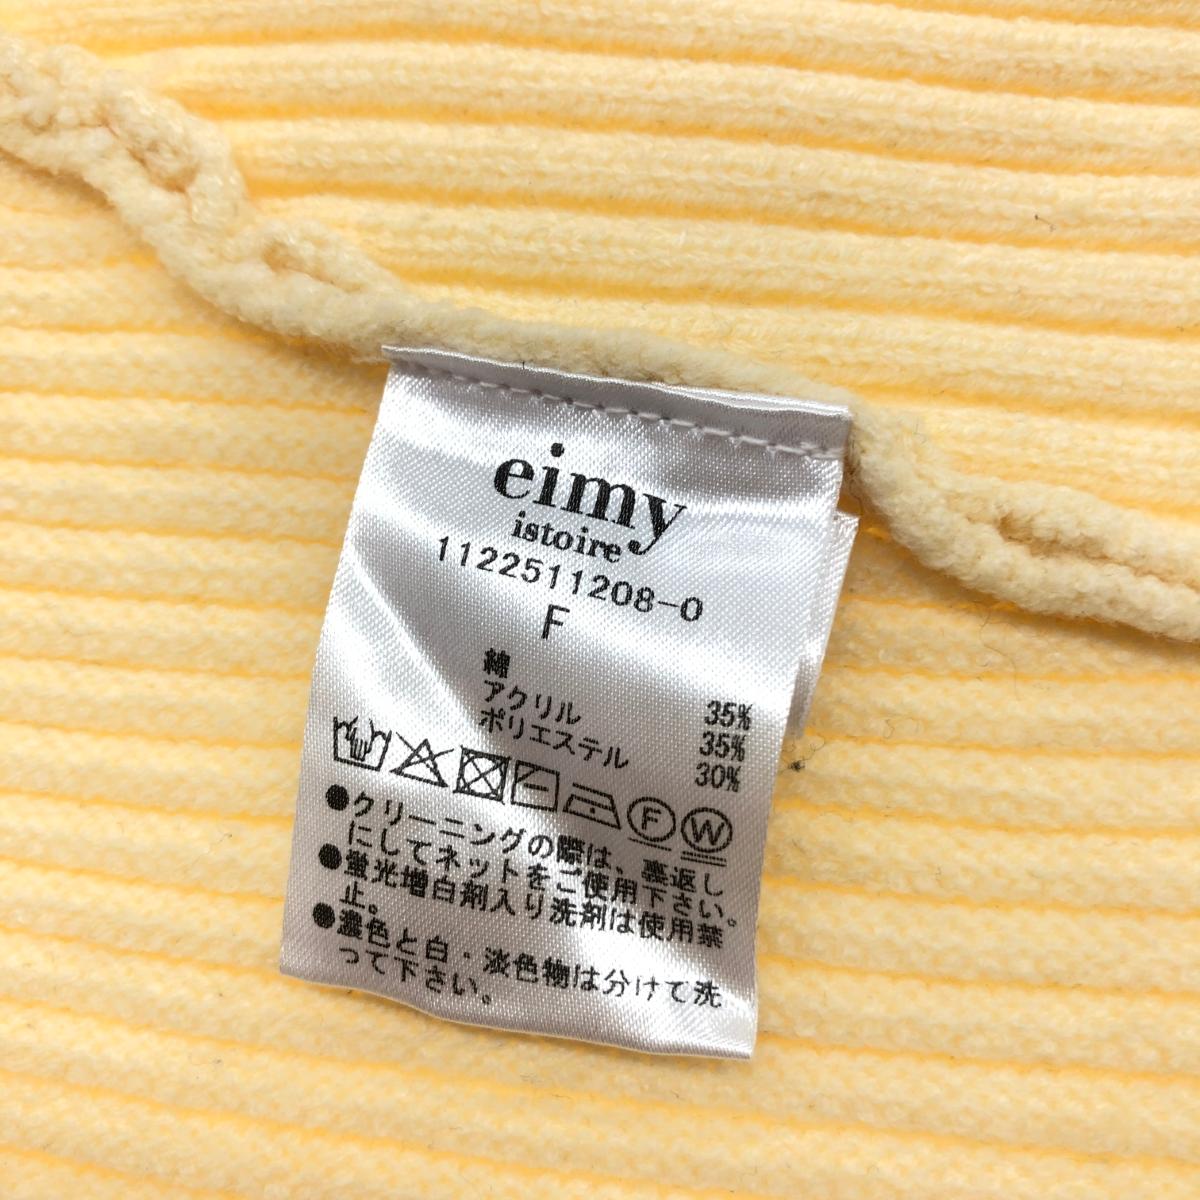 eimy
istoire
1122511208-0
F
綿 35%
アクリル 35%
ポリエステル 30%
F W
●クリーニングの際は、裏返し
にしてネットをご使用下さい。
●蛍光増白剤入り洗剤は使用禁
止。
●濃色と白・淡色物は分けて洗
って下さい。